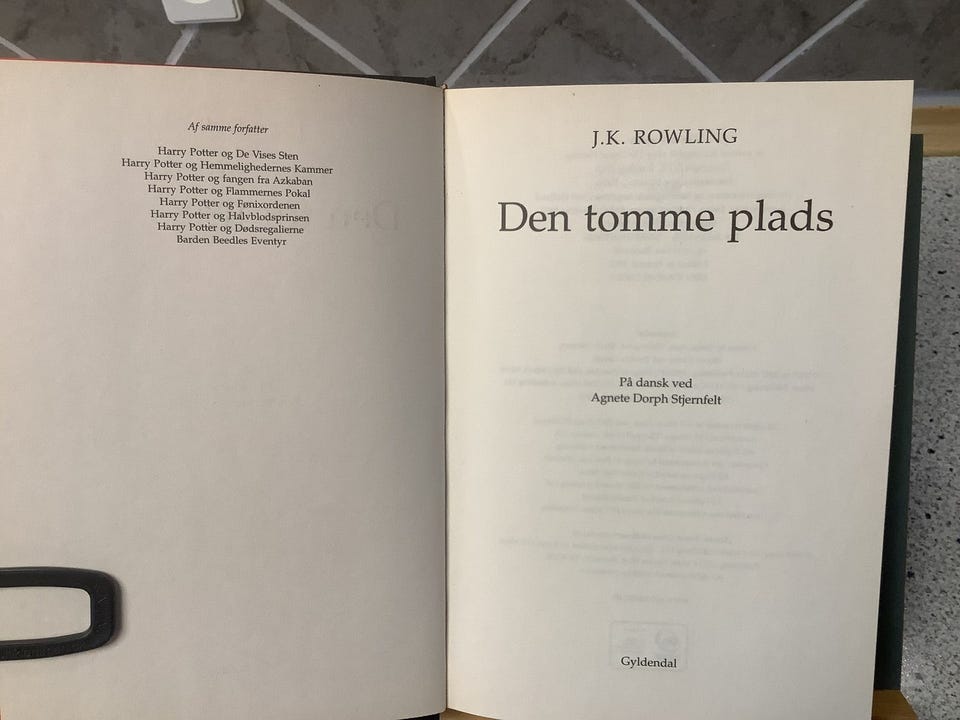 Af samme forfatter
Harry Potter og De Vises Sten
Harry Potter og Hemmelighedernes Kammer
Harry Potter og fangen fra Azkaban
Harry Potter og Flammernes Pokal
Harry Potter og Fønixordenen
Harry Potter og Halvblodsprinsen
Harry Potter og Dødsregalierne
Barden Beedles Eventyr
J.K. ROWLING
Den tomme plads
På dansk ved
Agnete Dorph Stjernfelt
Gyldendal